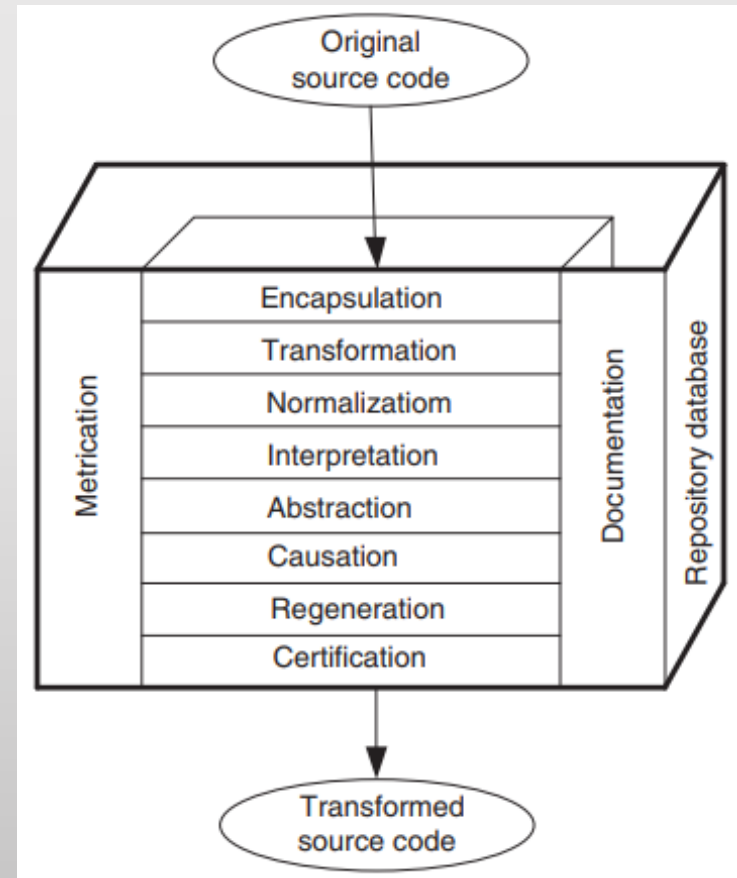 Original
source code
Encapsulation
Transformation
Normalizatiom
Interpretation
Abstraction
Causation
Regeneration
Certification
Metrication
Documentation
Repository database
Transformed
source code